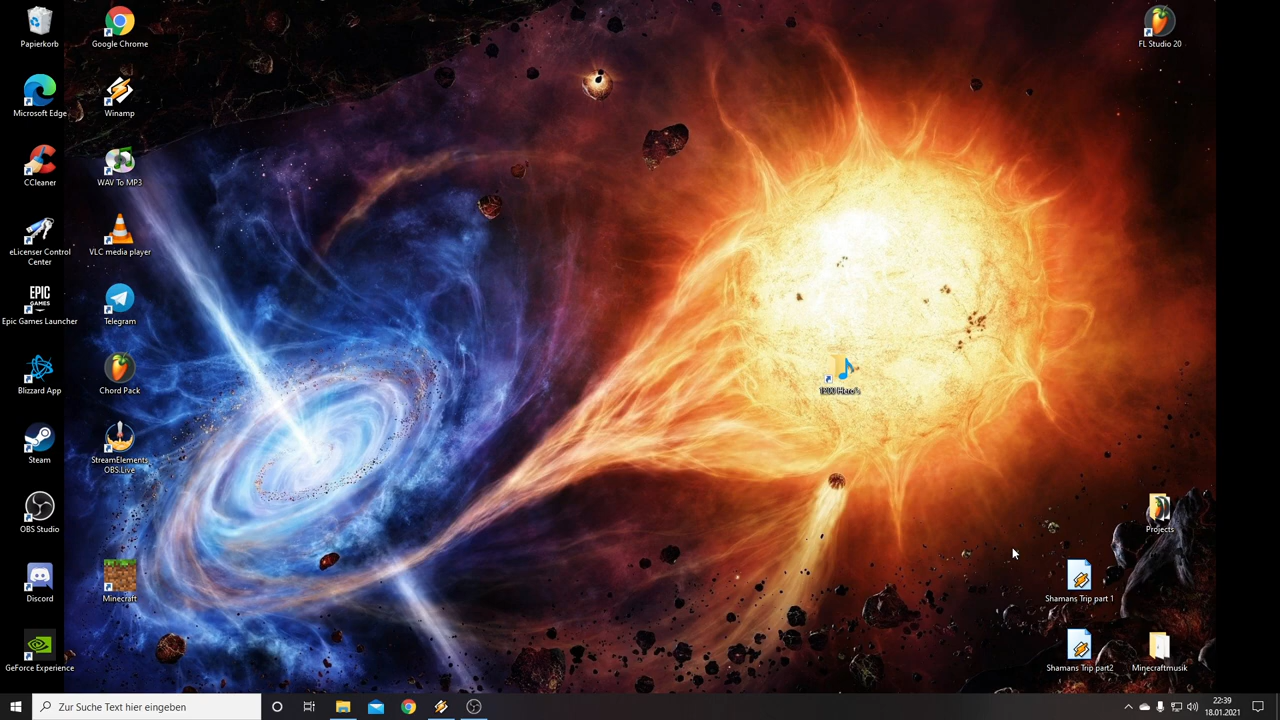 Papierkorb
Google Chrome
FL Studio 20
Microsoft Edge
Winamp
CCleaner
WAV To MP3
eLicenser Control
Center
VLC media player
EPIC
GAMES
Epic Games Launcher
Telegram
Blizzard App
Chord Pack
1200 Hero's
Steam
StreamElements
OBS.Live
OBS Studio
Projects
Discord
Minecraft
Shamans Trip part 1
GeForce Experience
Shamans Trip part2
Minecraftmusik
Zur Suche Text hier eingeben
22:39
18.01.2021